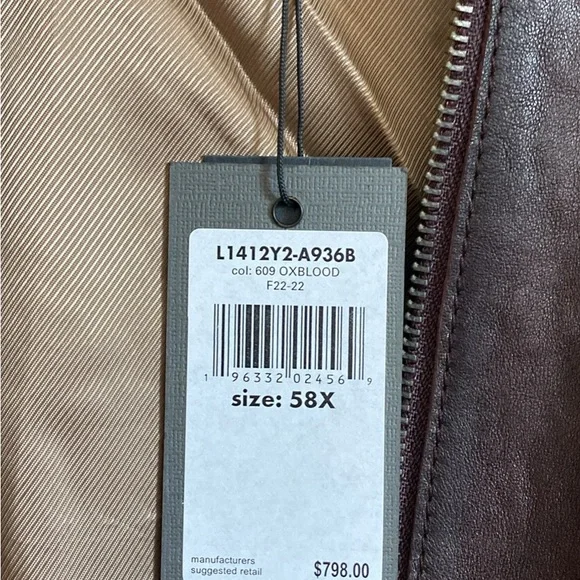 L1412Y2-A936B
col: 609 OXBLOOD
F22-22
1 96332 02456 9
size: 58X
manufacturers
suggested retail $798.00